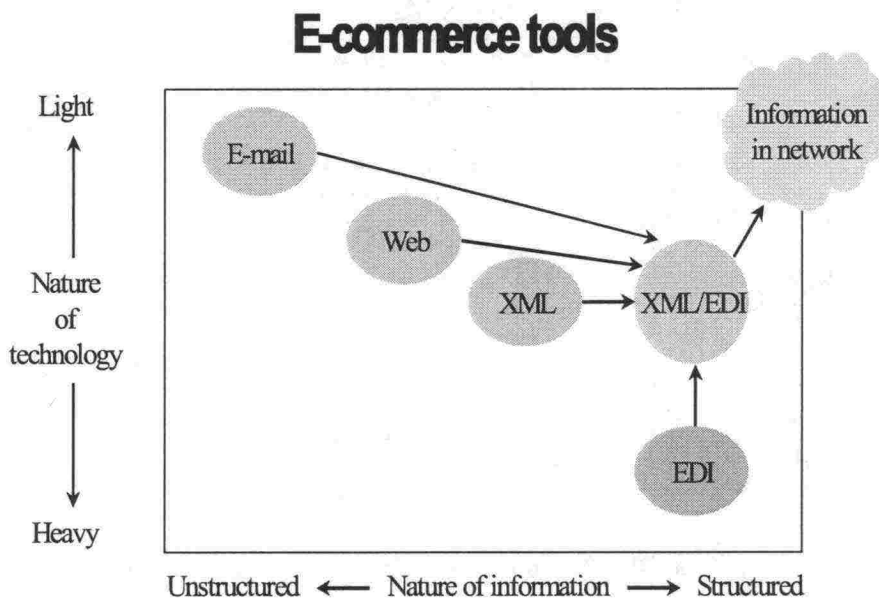 E-commerce tools
Light
Information
in network
E-mail
Web
Nature
of
technology
XML
XML/EDI
EDI
Heavy
Unstructured
Nature of information
Structured